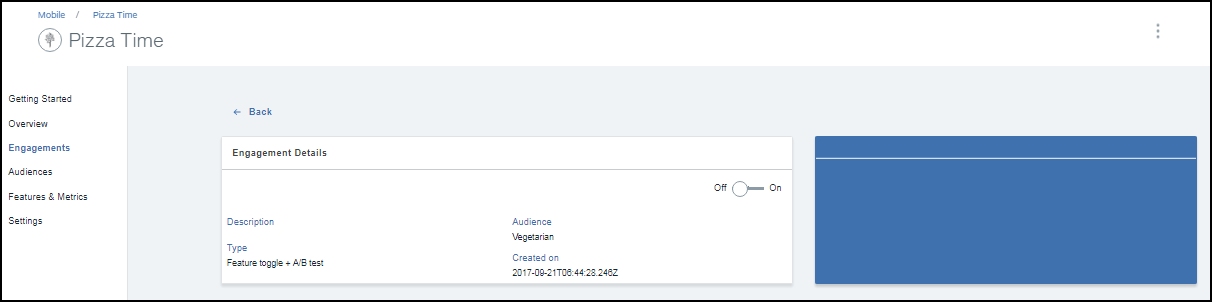 Mobile / Pizza Time
Pizza Time
Getting Started
Overview
Engagements
Audiences
Features & Metrics
Settings
← Back
Engagement Details
Off On
Description
Type
Feature toggle + A/B test
Audience
Vegetarian
Created on
2017-09-21T06:44:28.246Z